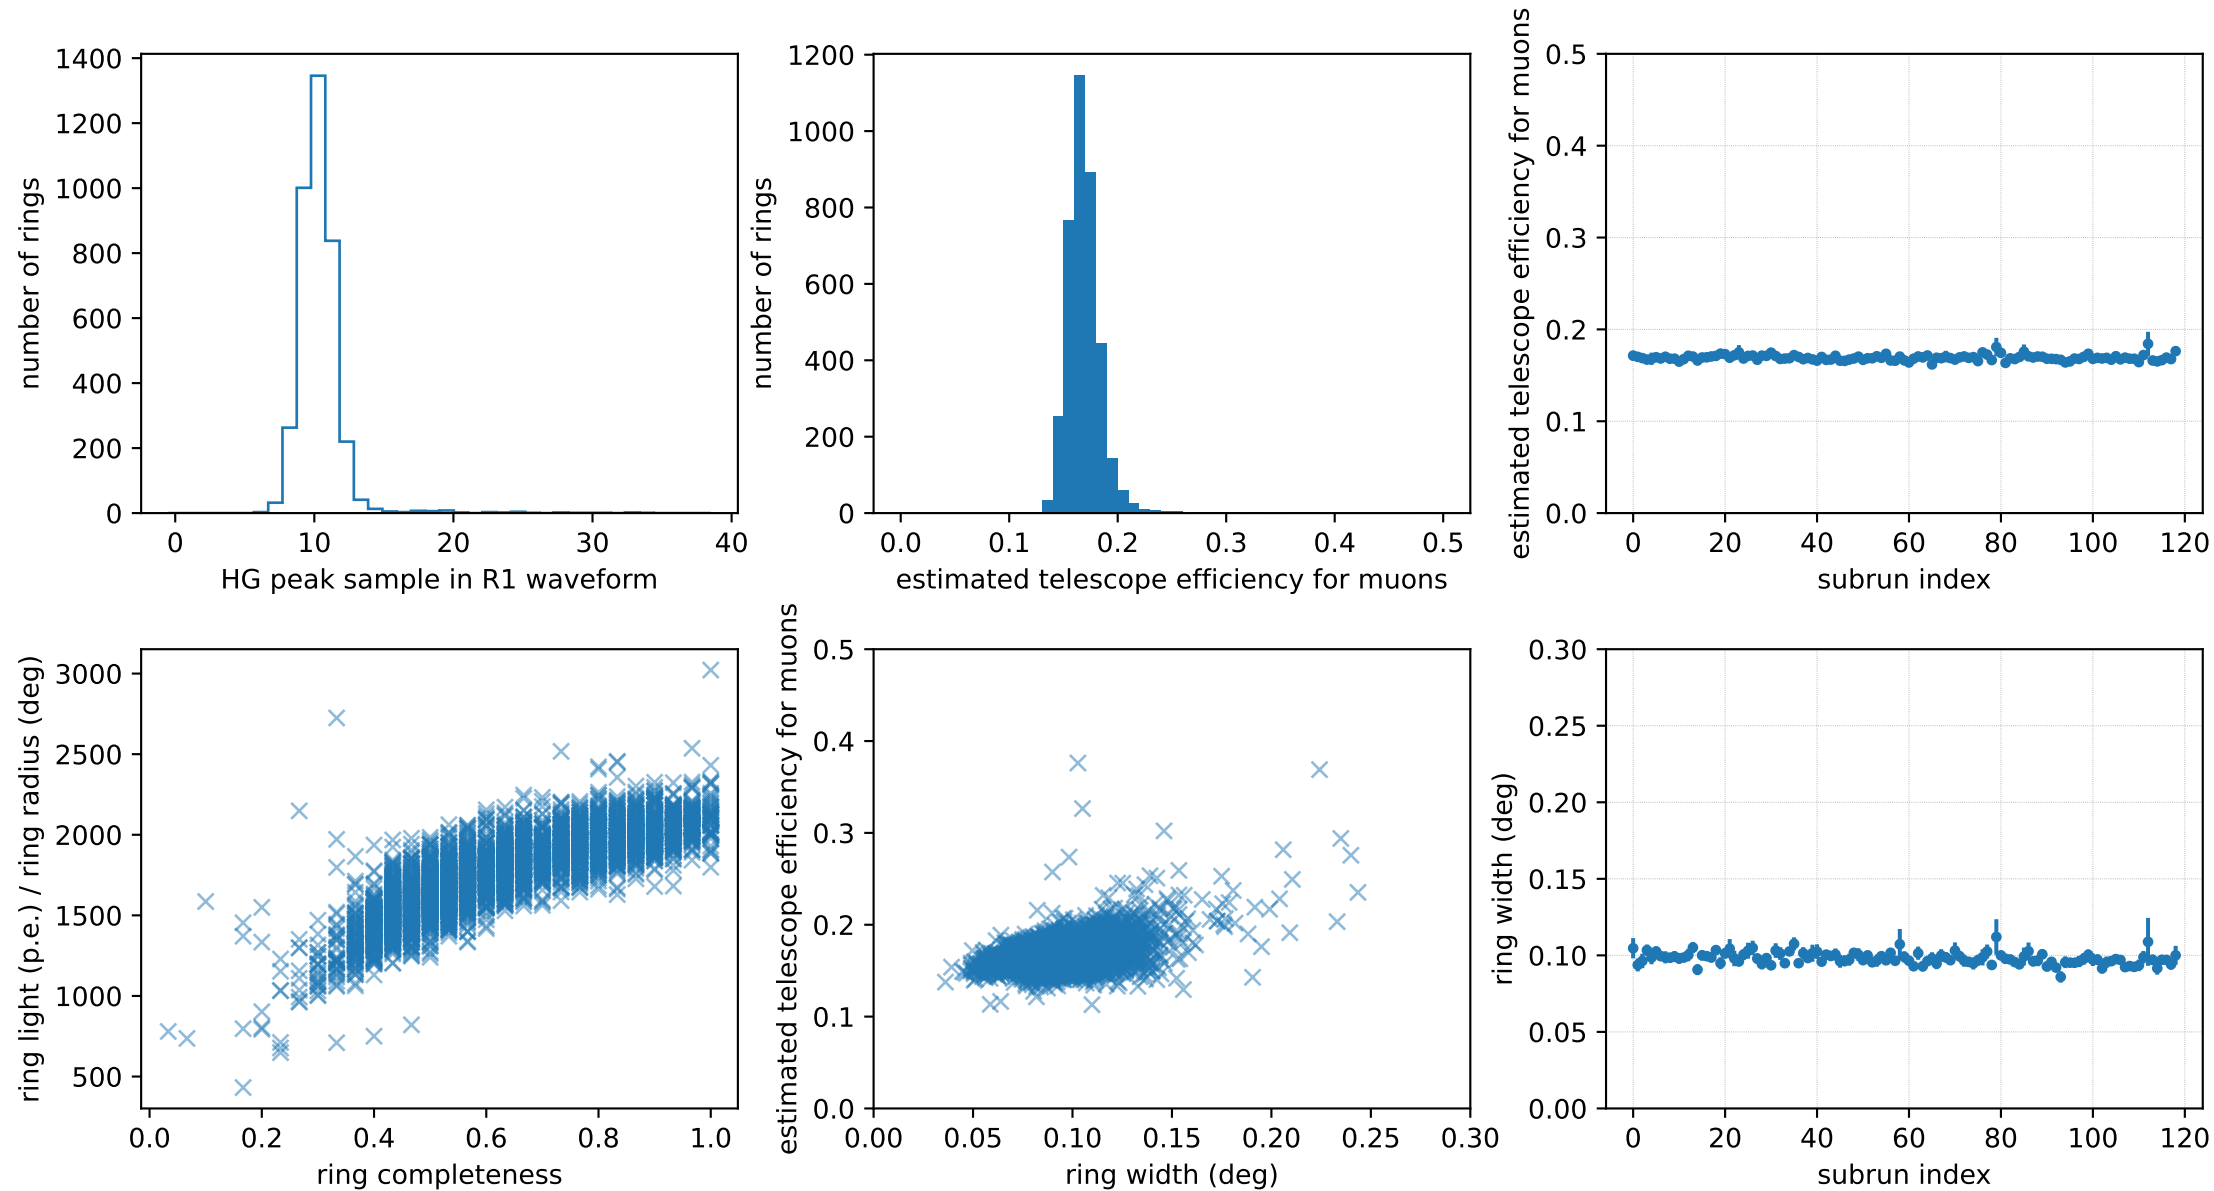 number of rings
1400
1200
1000
800
600
400
200
0
0 10 20 30 40
HG peak sample in R1 waveform
number of rings
1200
1000
800
600
400
200
0
0.0 0.1 0.2 0.3 0.4 0.5
estimated telescope efficiency for muons
estimated telescope efficiency for muons
0.5
0.4
0.3
0.2
0.1
0.0
0 20 40 60 80 100 120
subrun index
ring light (p.e.) / ring radius (deg)
3000
2500
2000
1500
1000
500
0.0 0.2 0.4 0.6 0.8 1.0
ring completeness
estimated telescope efficiency for muons
0.5
0.4
0.3
0.2
0.1
0.0
0.00 0.05 0.10 0.15 0.20 0.25 0.30
ring width (deg)
ring width (deg)
0.30
0.25
0.20
0.15
0.10
0.05
0.00
0 20 40 60 80 100 120
subrun index